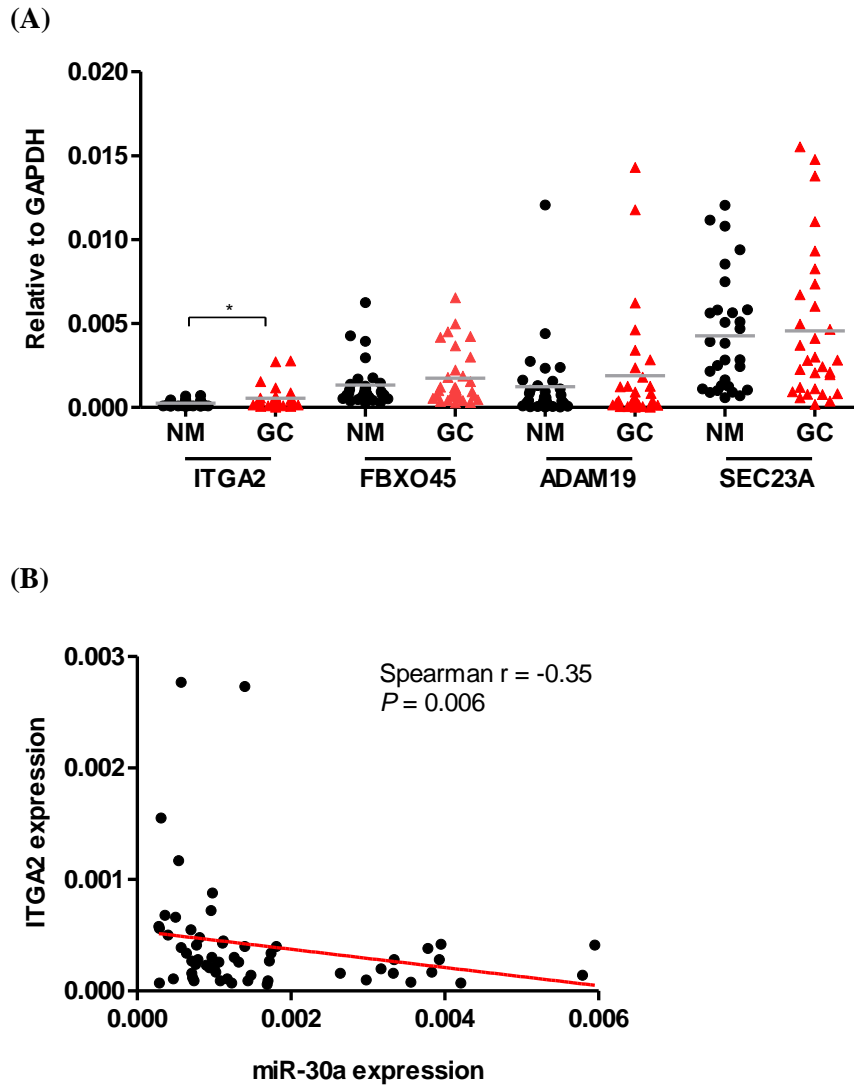 (A)
Relative to GAPDH
0.020
0.015
0.010
0.005
0.000
*
NM GC NM GC NM GC NM GC
ITGA2 FBXO45 ADAM19 SEC23A
(B)
ITGA2 expression
0.003
0.002
0.001
0.000
Spearman r = -0.35
P = 0.006
0.000 0.002 0.004 0.006
miR-30a expression